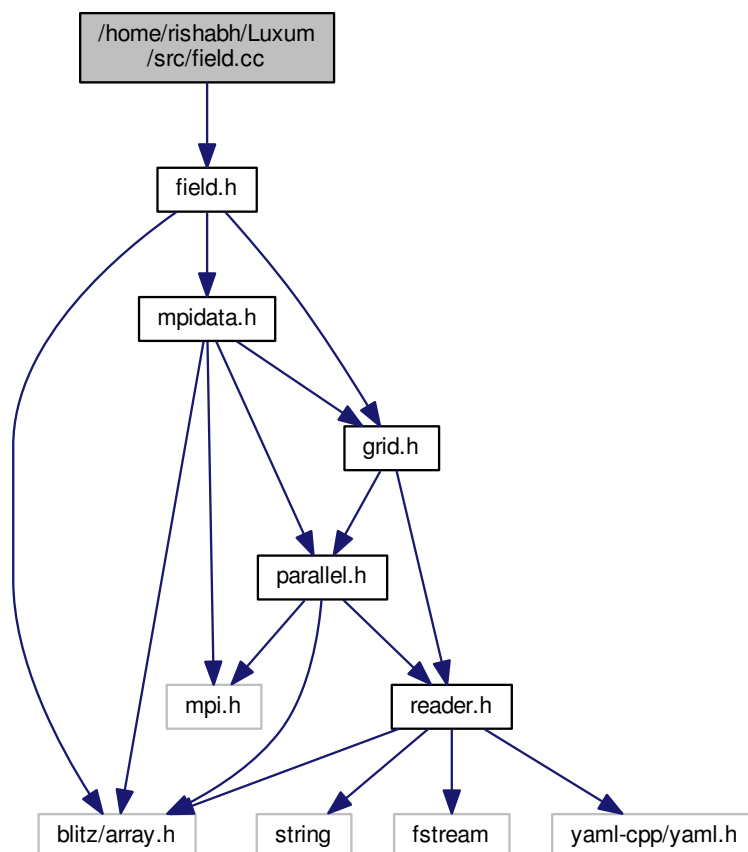 /home/rishabh/Luxum
/src/field.cc
field.h
mpidata.h
grid.h
parallel.h
mpi.h
reader.h
blitz/array.h
string
fstream
yaml-cpp/yaml.h